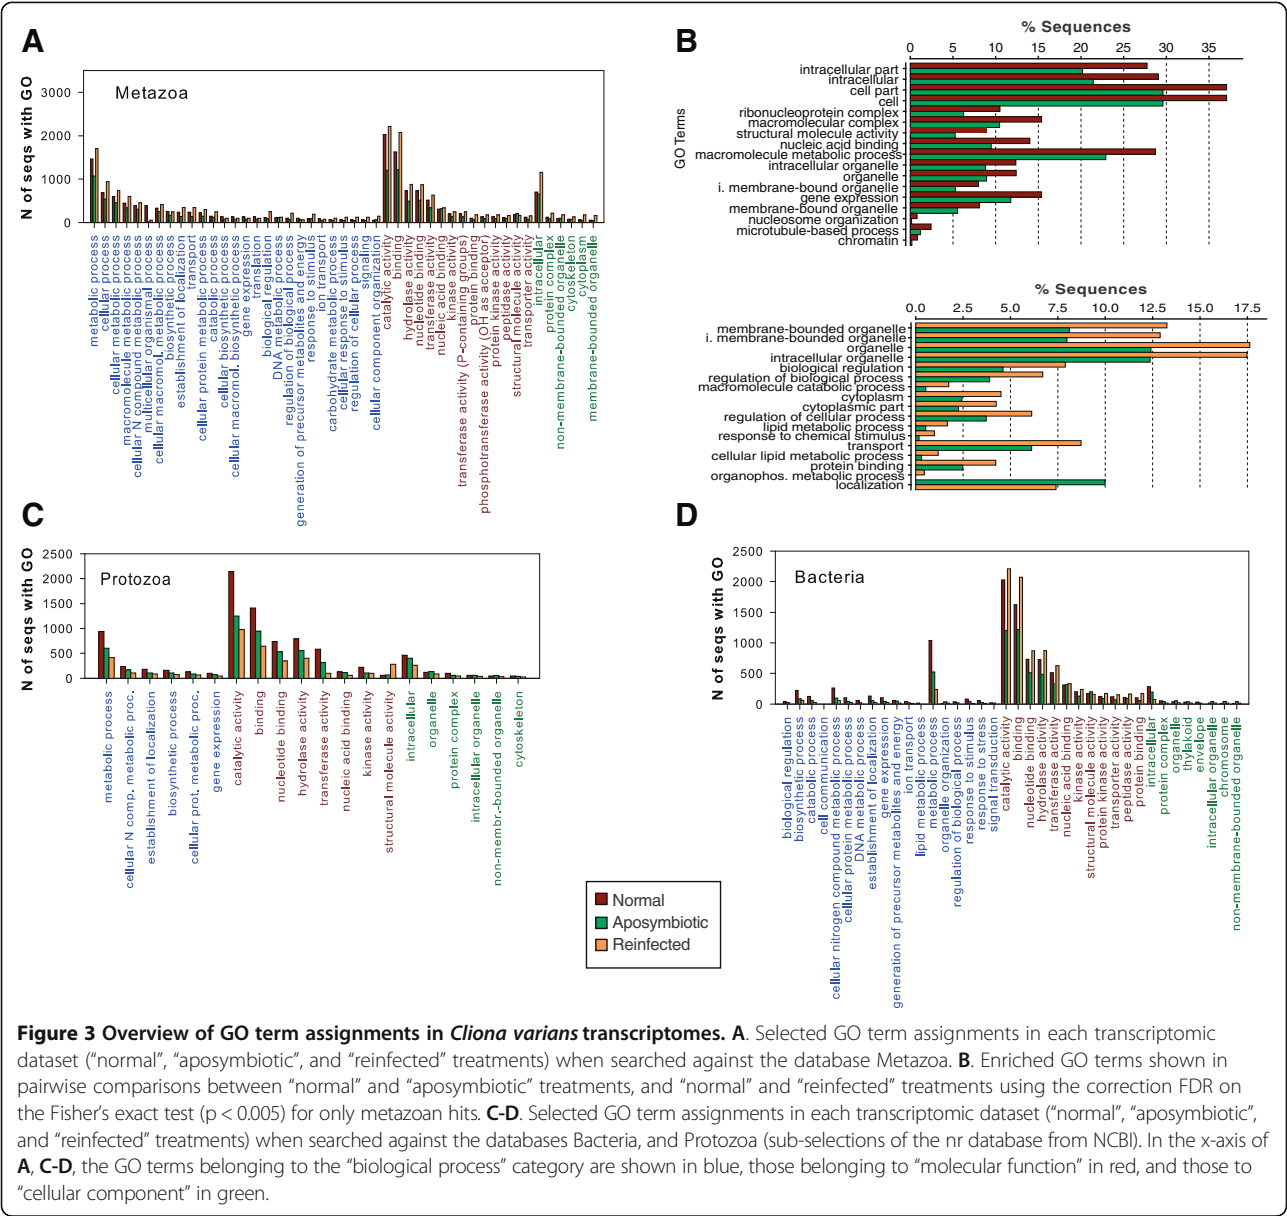 A
Metazoa
N of seqs with GO
3000
2000
1000
0
metabolic process
cellular process
cellular metabolic process
macromolecule metabolic process
cellular N compound metabolic process
multicellular organismal process
cellular macromol. metabolic process
biosynthetic process
establishment of localization
transport
cellular protein metabolic process
catabolic process
cellular biosynthetic process
cellular macromol. biosynthetic process
gene expression
translation
biological regulation
DNA metabolic process
regulation of biological process
generation of precursor metabolites and energy
response to stimulus
ion transport
carbohydrate metabolic process
cellular response to stimulus
regulation of cellular process
signaling
cellular component organization
catalytic activity
binding
hydrolase activity
nucleotide binding
transferase activity
nucleic acid binding
kinase activity
transferase activity (P-containing groups)
protein binding
phosphotransferase activity (OH as acceptor)
protein kinase activity
peptidase activity
structural molecule activity
transporter activity
intracellular
protein complex
non-membrane-bounded organelle
cytoskeleton
cytoplasm
membrane-bounded organelle
B
% Sequences
0 5 10 15 20 25 30 35
GO Terms
intracellular part
intracellular
cell part
cell
ribonucleoprotein complex
macromolecular complex
structural molecule activity
nucleic acid binding
macromolecule metabolic process
intracellular organelle
organelle
i. membrane-bound organelle
gene expression
membrane-bound organelle
nucleosome organization
microtubule-based process
chromatin
% Sequences
0.0 2.5 5.0 7.5 10.0 12.5 15.0 17.5
membrane-bounded organelle
i. membrane-bounded organelle
organelle
intracellular organelle
biological regulation
regulation of biological process
macromolecule catabolic process
cytoplasm
cytoplasmic part
regulation of cellular process
lipid metabolic process
response to chemical stimulus
transport
cellular lipid metabolic process
protein binding
organophos. metabolic process
localization
C
Protozoa
N of seqs with GO
2500
2000
1500
1000
500
0
metabolic process
cellular N comp. metabolic proc.
establishment of localization
biosynthetic process
cellular prot. metabolic proc.
gene expression
catalytic activity
binding
nucleotide binding
hydrolase activity
transferase activity
nucleic acid binding
kinase activity
structural molecule activity
intracellular
organelle
protein complex
intracellular organelle
non-membr.-bounded organelle
cytoskeleton
D
Bacteria
N of seqs with GO
2500
2000
1500
1000
500
0
biological regulation
biosynthetic process
catabolic process
cell communication
cellular nitrogen compound metabolic process
cellular protein metabolic process
DNA metabolic process
establishment of localization
gene expression
generation of precursor metabolites and energy
ion transport
lipid metabolic process
metabolic process
organelle organization
regulation of biological process
response to stimulus
response to stress
signal transduction
catalytic activity
binding
nucleotide binding
hydrolase activity
transferase activity
nucleic acid binding
kinase activity
structural molecule activity
protein kinase activity
transporter activity
peptidase activity
protein binding
intracellular
protein complex
organelle
thylakoid
envelope
intracellular organelle
chromosome
non-membrane-bounded organelle
Normal
Aposymbiotic
Reinfected
Figure 3 Overview of GO term assignments in Cliona varians transcriptomes. A. Selected GO term assignments in each transcriptomic
dataset (“normal”, “aposymbiotic”, and “reinfected” treatments) when searched against the database Metazoa. B. Enriched GO terms shown in
pairwise comparisons between “normal” and “aposymbiotic” treatments, and “normal” and “reinfected” treatments using the correction FDR on
the Fisher’s exact test (p < 0.005) for only metazoan hits. C-D. Selected GO term assignments in each transcriptomic dataset (“normal”, “aposymbiotic”,
and “reinfected” treatments) when searched against the databases Bacteria, and Protozoa (sub-selections of the nr database from NCBI). In the x-axis of
A, C-D, the GO terms belonging to the “biological process” category are shown in blue, those belonging to “molecular function” in red, and those to
“cellular component” in green.